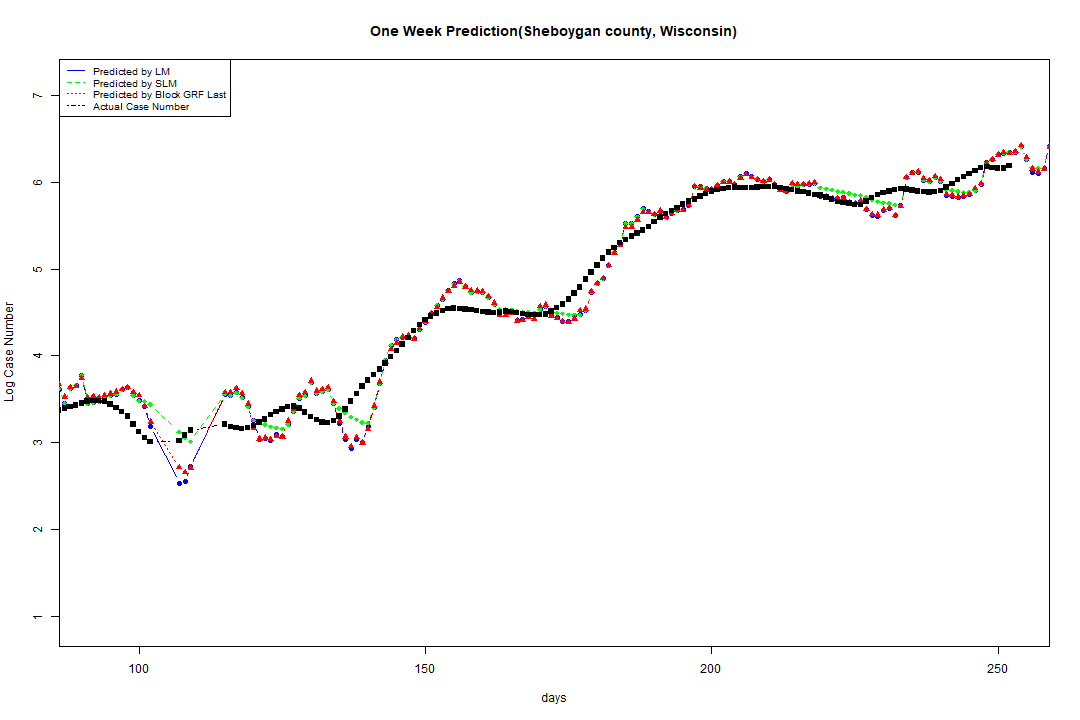 One Week Prediction(Sheboygan county, Wisconsin)
Predicted by LM
Predicted by SLM
Predicted by Block GRF Last
Actual Case Number
Log Case Number
7
6
5
4
3
2
1
100 150 200 250
days